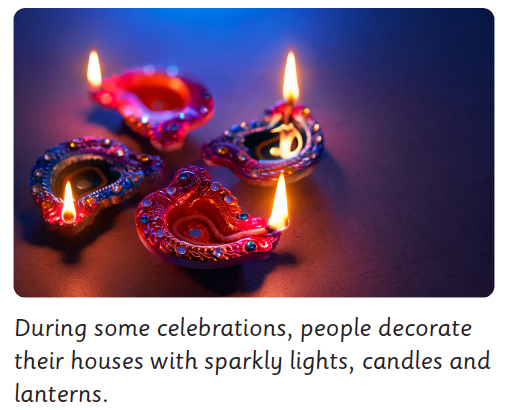 During some celebrations, people decorate
their houses with sparkly lights, candles and
lanterns.